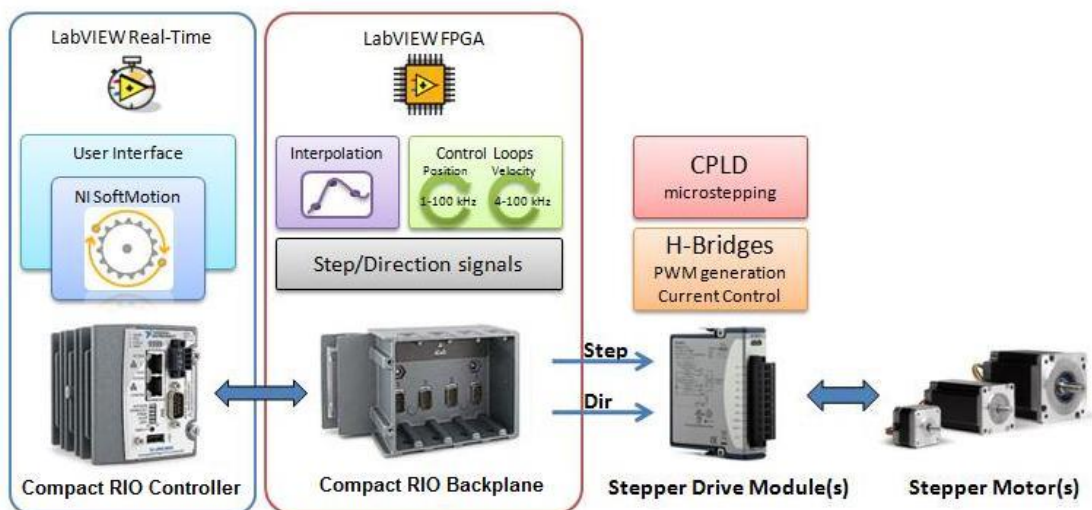 LabVIEW Real-Time
User Interface
NI SoftMotion
Compact RIO Controller
LabVIEW FPGA
Interpolation
Control Loops
Position Velocity
1-100 kHz 4-100 kHz
Step/Direction signals
Compact RIO Backplane
Step
Dir
CPLD
microstepping
H-Bridges
PWM generation
Current Control
Stepper Drive Module(s)
Stepper Motor(s)